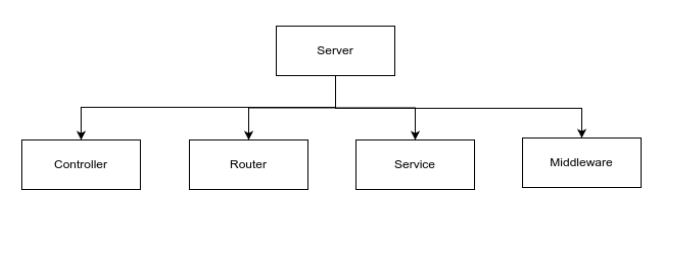 Server
Controller
Router
Service
Middleware